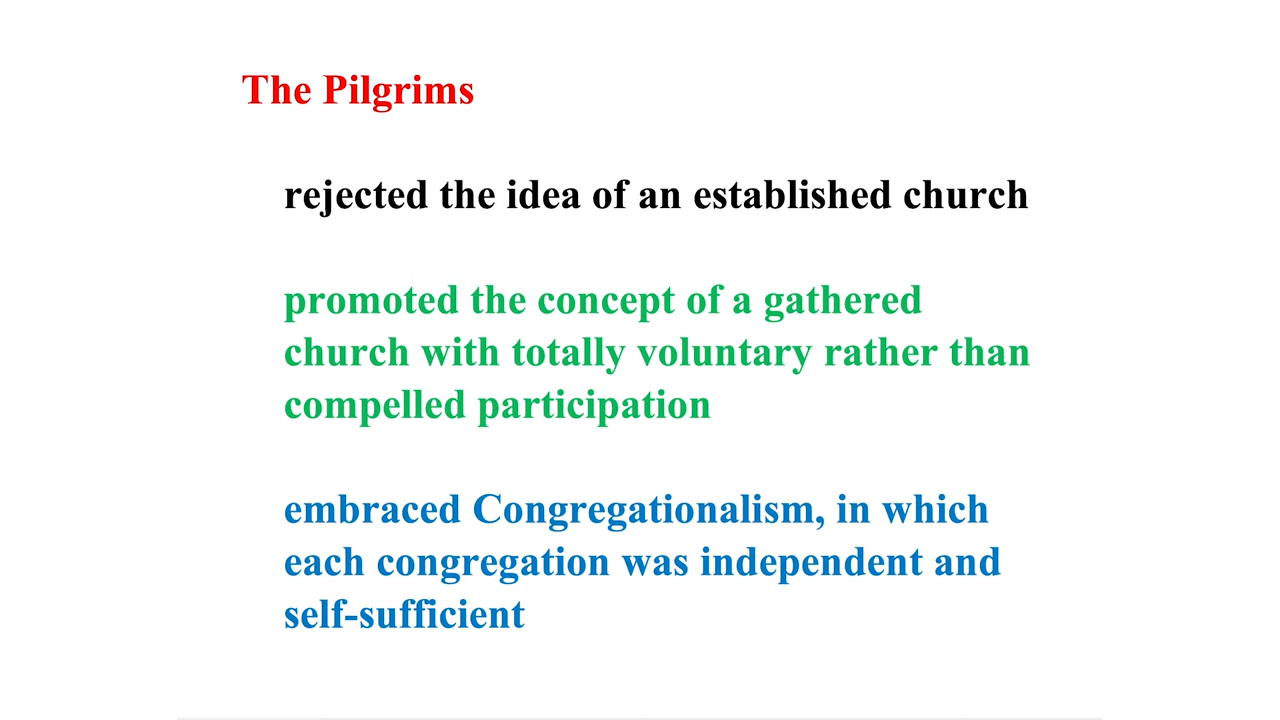 The Pilgrims
rejected the idea of an established church
promoted the concept of a gathered
church with totally voluntary rather than
compelled participation
embraced Congregationalism, in which
each congregation was independent and
self-sufficient